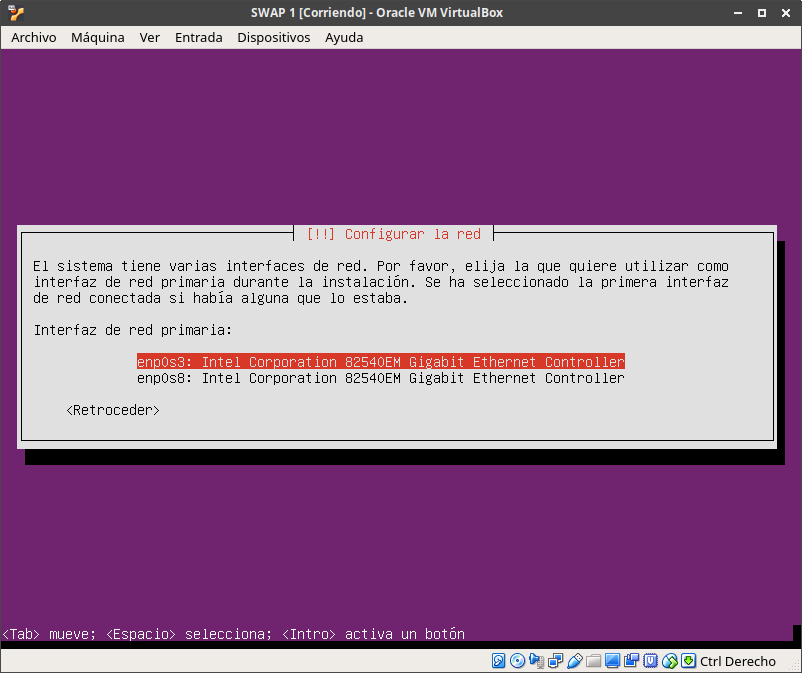 SWAP 1 [Corriendo] - Oracle VM VirtualBox
Archivo Máquina Ver Entrada Dispositivos Ayuda
[!!] Configurar la red
El sistema tiene varias interfaces de red. Por favor, elija la que quiere utilizar como
interfaz de red primaria durante la instalación. Se ha seleccionado la primera interfaz
de red conectada si había alguna que lo estaba.
Interfaz de red primaria:
enp0s3: Intel Corporation 82540EM Gigabit Ethernet Controller
enp0s8: Intel Corporation 82540EM Gigabit Ethernet Controller
<Retroceder>
<Tab> mueve; <Espacio> selecciona; <Intro> activa un botón
Ctrl Derecho